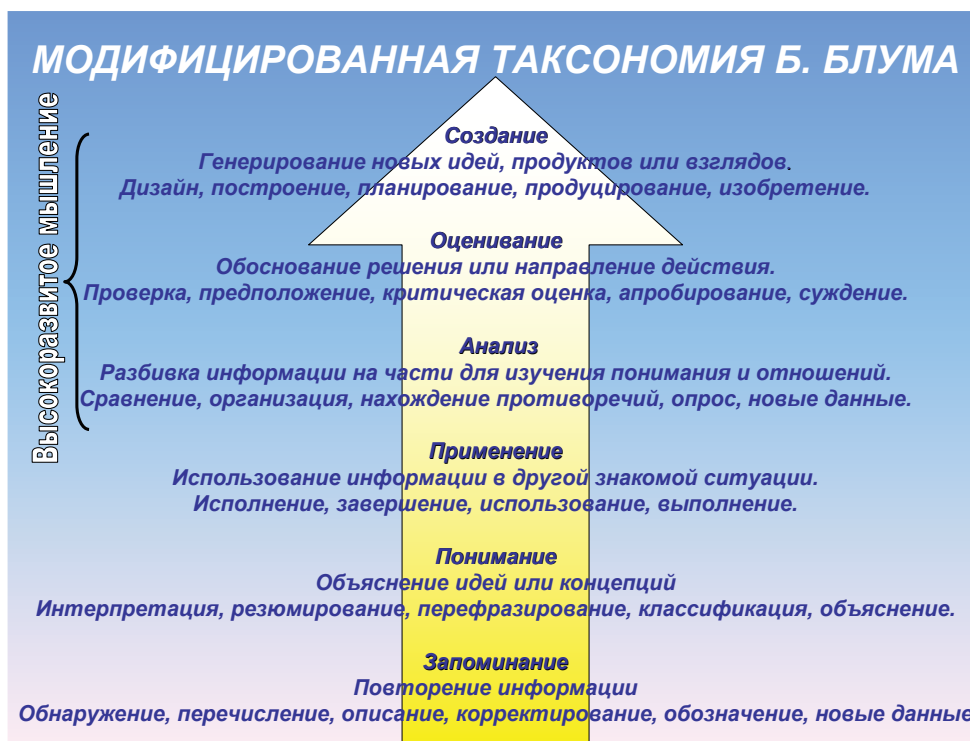 МОДИФИЦИРОВАННАЯ ТАКСОНОМИЯ Б. БЛУМА
Высокоразвитое мышление
Создание
Генерирование новых идей, продуктов или взглядов.
Дизайн, построение, планирование, продуцирование, изобретение.
Оценивание
Обоснование решения или направление действия.
Проверка, предположение, критическая оценка, апробирование, суждение.
Анализ
Разбивка информации на части для изучения понимания и отношений.
Сравнение, организация, нахождение противоречий, опрос, новые данные.
Применение
Использование информации в другой знакомой ситуации.
Исполнение, завершение, использование, выполнение.
Понимание
Объяснение идей или концепций
Интерпретация, резюмирование, перефразирование, классификация, объяснение.
Запоминание
Повторение информации
Обнаружение, перечисление, описание, корректирование, обозначение, новые данные